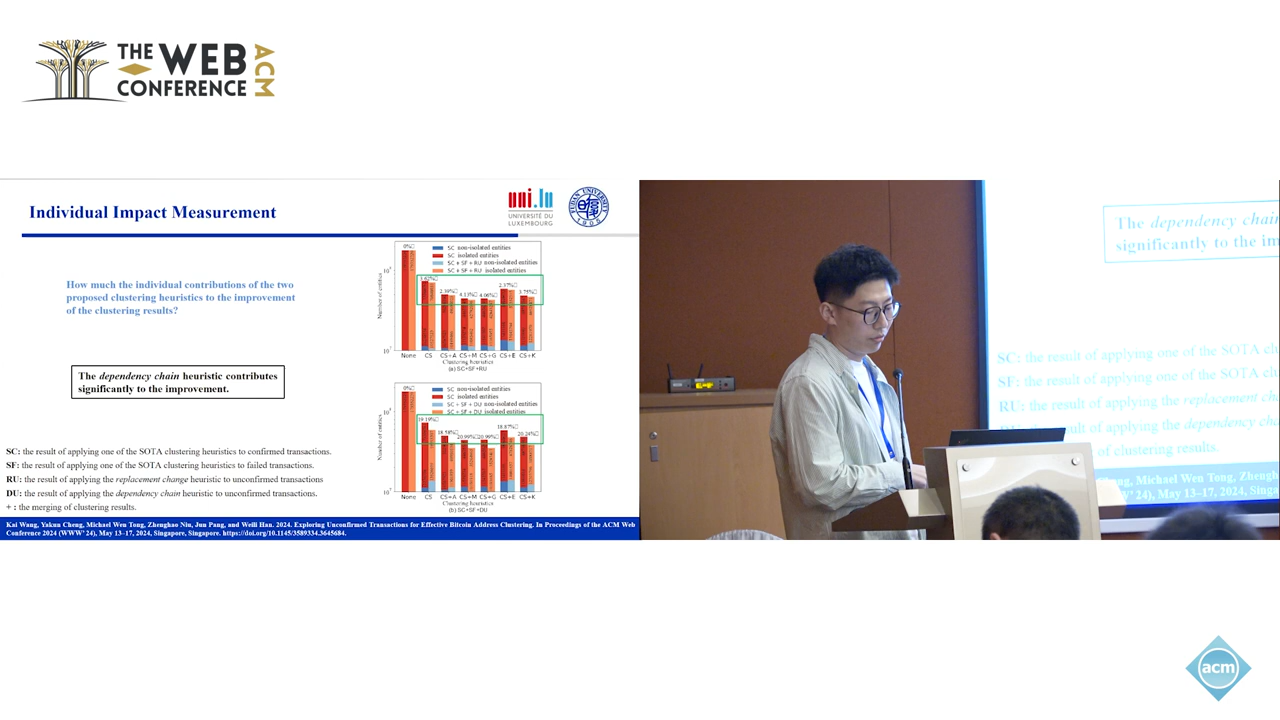 THE WEB
CONFERENCE
ACM
Individual Impact Measurement
uni.lu
UNIVERSITÉ DU
LUXEMBOURG
How much the individual contributions of the two
proposed clustering heuristics to the improvement
of the clustering results?
The dependency chain heuristic contributes
significantly to the improvement.
SC: the result of applying one of the SOTA clustering heuristics to confirmed transactions.
SF: the result of applying one of the SOTA clustering heuristics to failed transactions.
RU: the result of applying the replacement change heuristic to unconfirmed transactions
DU: the result of applying the dependency chain heuristic to unconfirmed transactions.
+ : the merging of clustering results.
SC non-isolated entities
SC isolated entities
SC + SF + RU non-isolated entities
SC + SF + RU isolated entities
Number of entities
None CS CS+A CS+M CS+G CS+E CS+K
Clustering heuristics
(a) SC+SF+RU
SC non-isolated entities
SC isolated entities
SC + SF + DU non-isolated entities
SC + SF + DU isolated entities
Number of entities
None CS CS+A CS+M CS+G CS+E CS+K
Clustering heuristics
(b) SC+SF+DU
Kai Wang, Yakun Cheng, Michael Wen Tong, Zhenghao Niu, Jun Pang, and Weili Han. 2024. Exploring Unconfirmed Transactions for Effective Bitcoin Address Clustering. In Proceedings of the ACM Web
Conference 2024 (WWW' 24), May 13–17, 2024, Singapore, Singapore. https://doi.org/10.1145/3589334.3645684.
The dependency chain
significantly to the im
SC: the result of applying one of the SOTA cl
SF: the result of applying one of the SOTA cl
RU: the result of applying the replacement
the result of applying the dependency cha
of clustering results.
ang, Michael Wen Tong, Zhengh
W' 24), May 13–17, 2024, Singa
acm